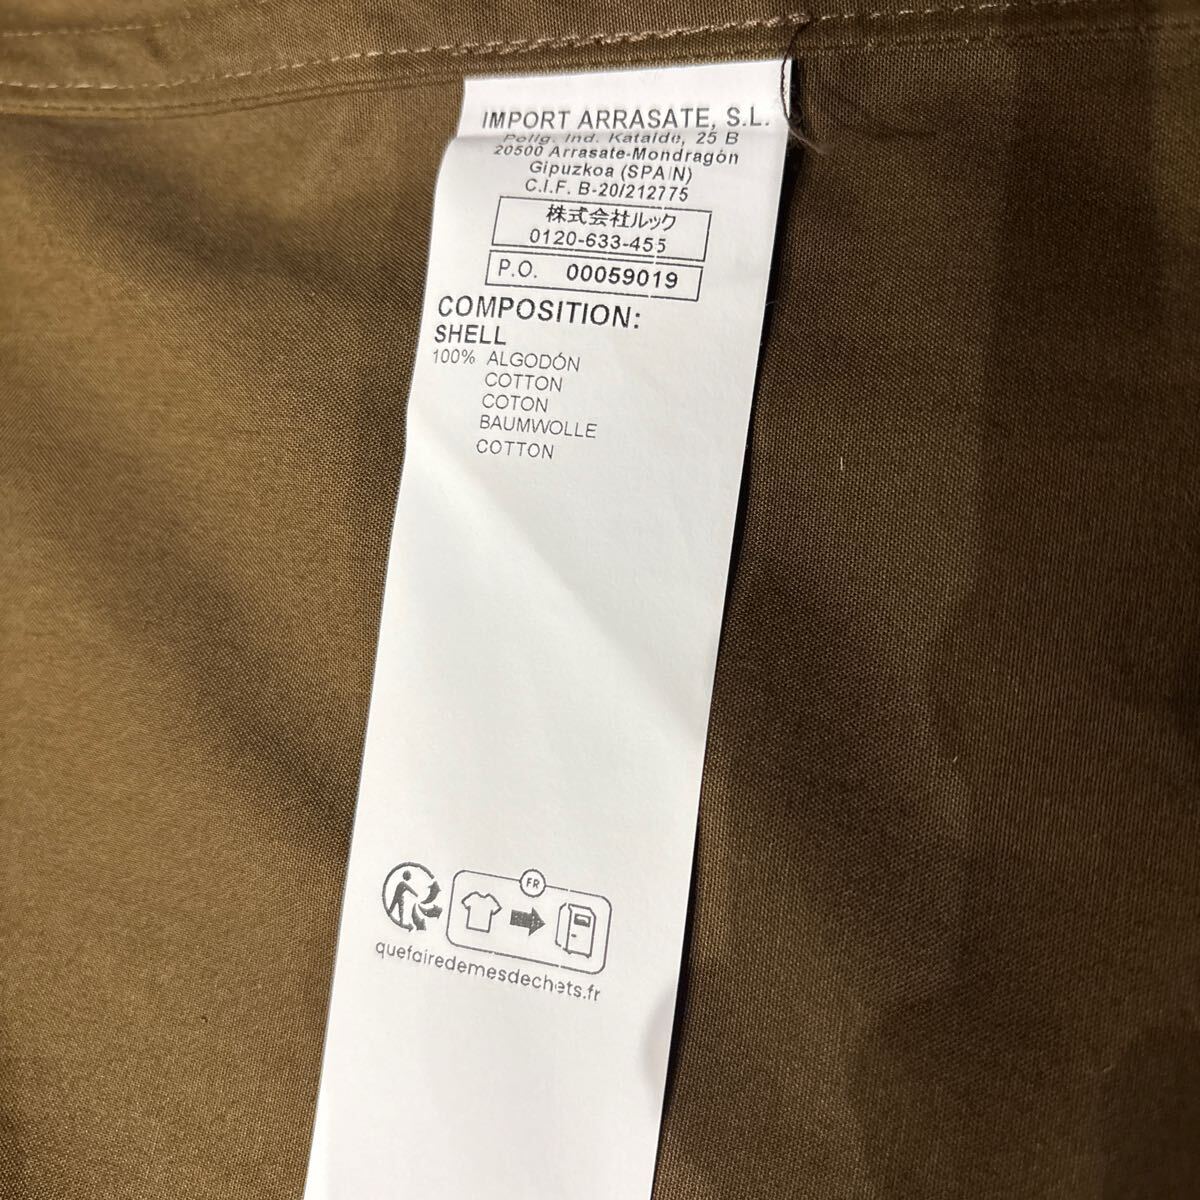 IMPORT ARRASATE, S.L.
Polig. Ind. Kataide, 25 B
20500 Arrasate-Mondragón
Gipuzkoa (SPAIN)
C.I.F. B-20/212775
株式会社ルック
0120-633-455
P.O. 00059019
COMPOSITION:
SHELL
100% ALGODÓN
COTTON
COTON
BAUMWOLLE
COTTON
FR
quefairedemesdechets.fr